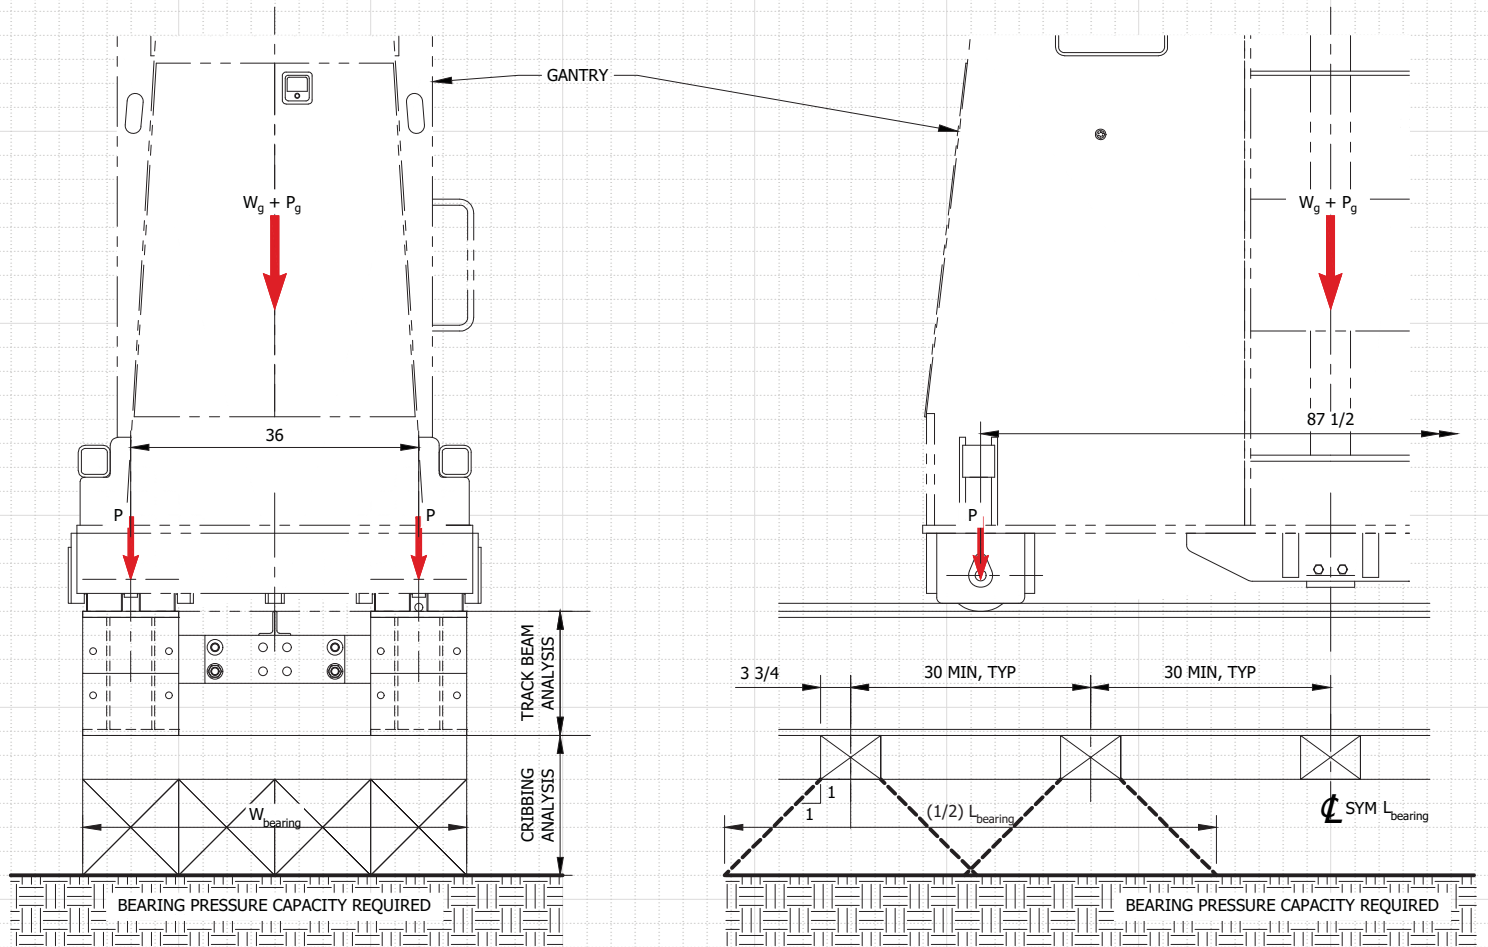 GANTRY
Wg + Pg
Wg + Pg
36
87 1/2
P
P
P
TRACK BEAM
ANALYSIS
3 3/4
30 MIN, TYP
30 MIN, TYP
CRIBBING
ANALYSIS
Wbearing
1
1
(1/2) Lbearing
℄ SYM Lbearing
BEARING PRESSURE CAPACITY REQUIRED
BEARING PRESSURE CAPACITY REQUIRED